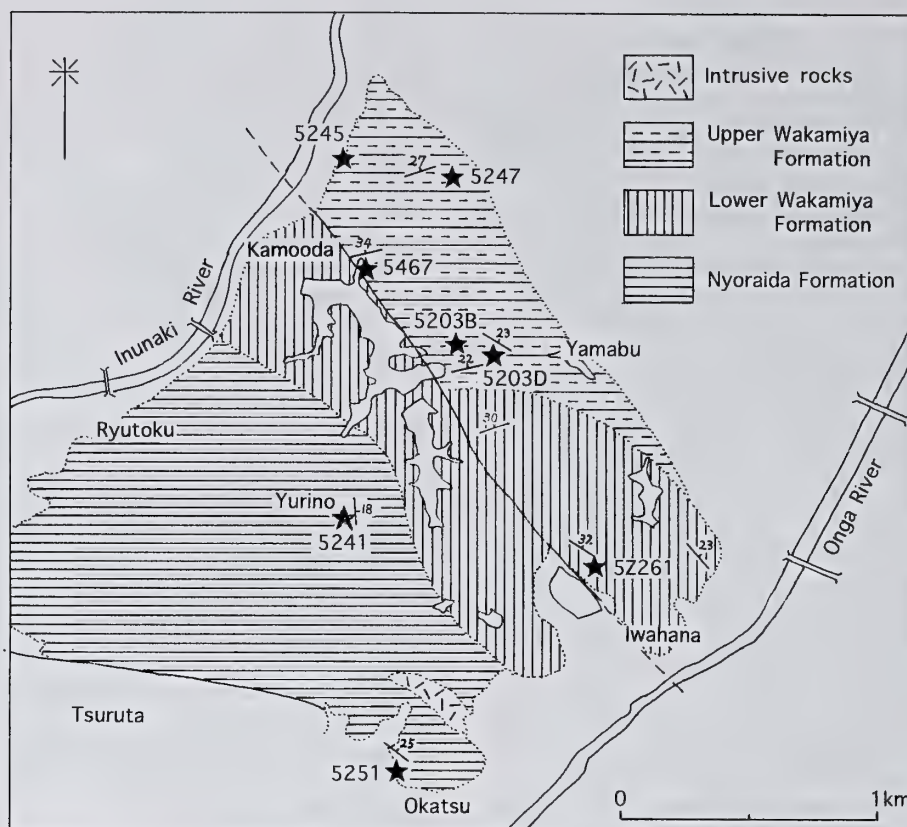 Intrusive rocks
Upper Wakamiya
Formation
Lower Wakamiya
Formation
Nyoraida Formation
5245
27
5247
Kamooda
34
5467
Inunaki River
5203B
23
Yamabu
22
5203D
30
Ryutoku
Yurino
18
5241
32
5Z261
23
Onga River
Iwahana
Tsuruta
25
5251
Okatsu
0
1km